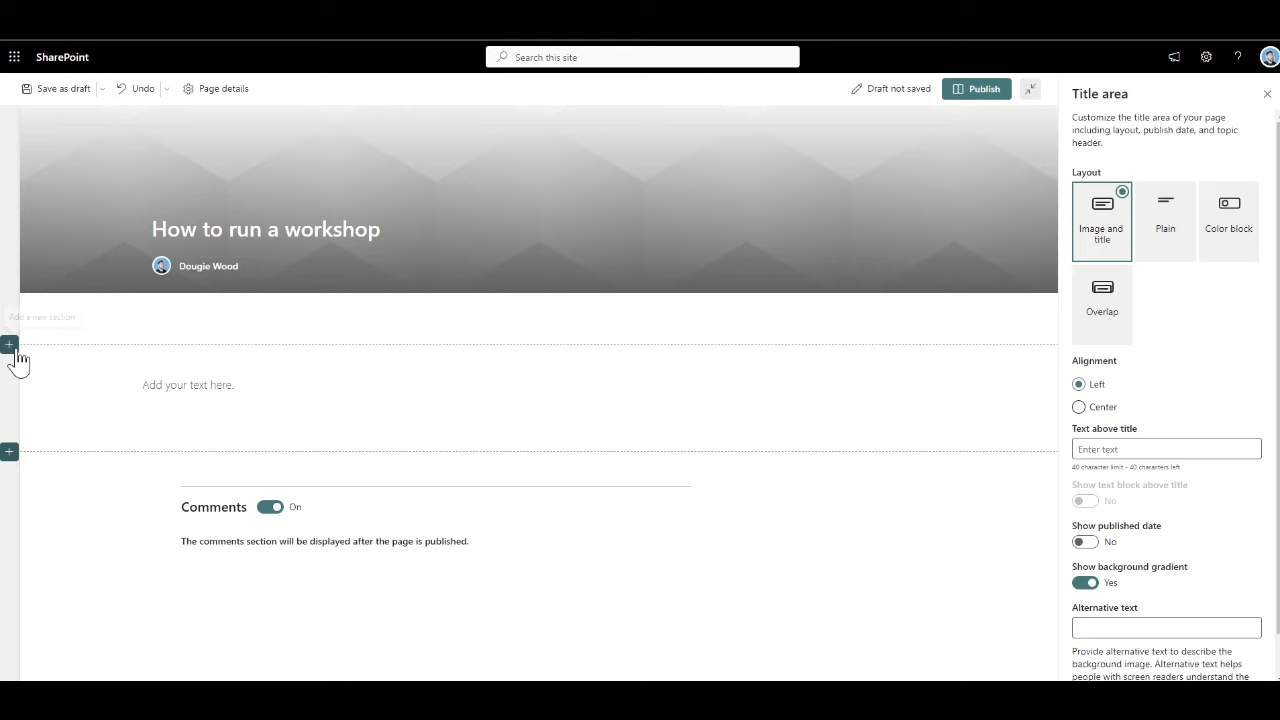 SharePoint
Search this site
Save as draft
Undo
Page details
Draft not saved
Publish
How to run a workshop
Dougie Wood
Add a new section
Add your text here.
Comments
On
The comments section will be displayed after the page is published.
Title area
Customize the title area of your page
including layout, publish date, and topic
header.
Layout
Image and
title
Plain
Color block
Overlap
Alignment
Left
Center
Text above title
Enter text
40 character limit - 40 characters left
Show text block above title
No
Show published date
No
Show background gradient
Yes
Alternative text
Provide alternative text to describe the
background image. Alternative text helps
people with screen readers understand the